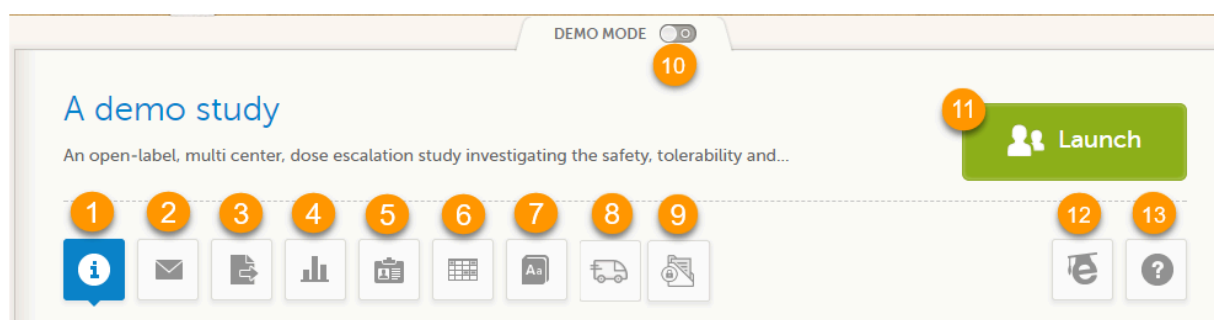 DEMO MODE
10
A demo study
11
Launch
An open-label, multi center, dose escalation study investigating the safety, tolerability and...
1 2 3 4 5 6 7 8 9 12 13
i Aa e ?